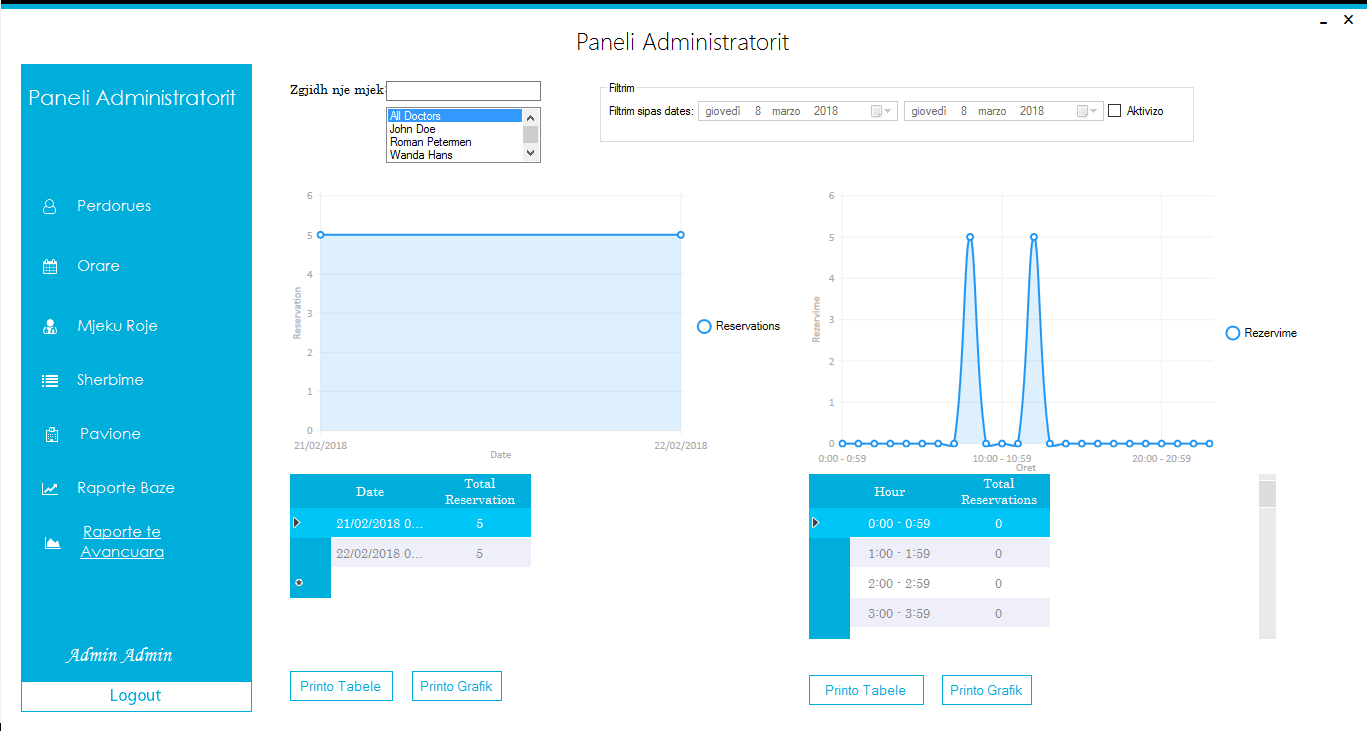 Paneli Administratorit
Paneli Administratorit
Perdorues
Orare
Mjeku Roje
Sherbime
Pavione
Raporte Baze
Raporte te
Avancuara
Admin Admin
Logout
Zgjidh nje mjek:
All Doctors
John Doe
Roman Petermen
Wanda Hans
Filtrim
Filtrim sipas dates: giovedì 8 marzo 2018 giovedì 8 marzo 2018 Aktivizo
6
5
4
3
2
1
0
Reservation
21/02/2018 22/02/2018
Date
Reservations
6
5
4
3
2
1
0
Rezervime
0:00 - 0:59 10:00 - 10:59 20:00 - 20:59
Oret
Rezervime
Date Total
Reservation
21/02/2018 0... 5
22/02/2018 0... 5
Printo Tabele Printo Grafik
Hour Total
Reservations
0:00 - 0:59 0
1:00 - 1:59 0
2:00 - 2:59 0
3:00 - 3:59 0
Printo Tabele Printo Grafik